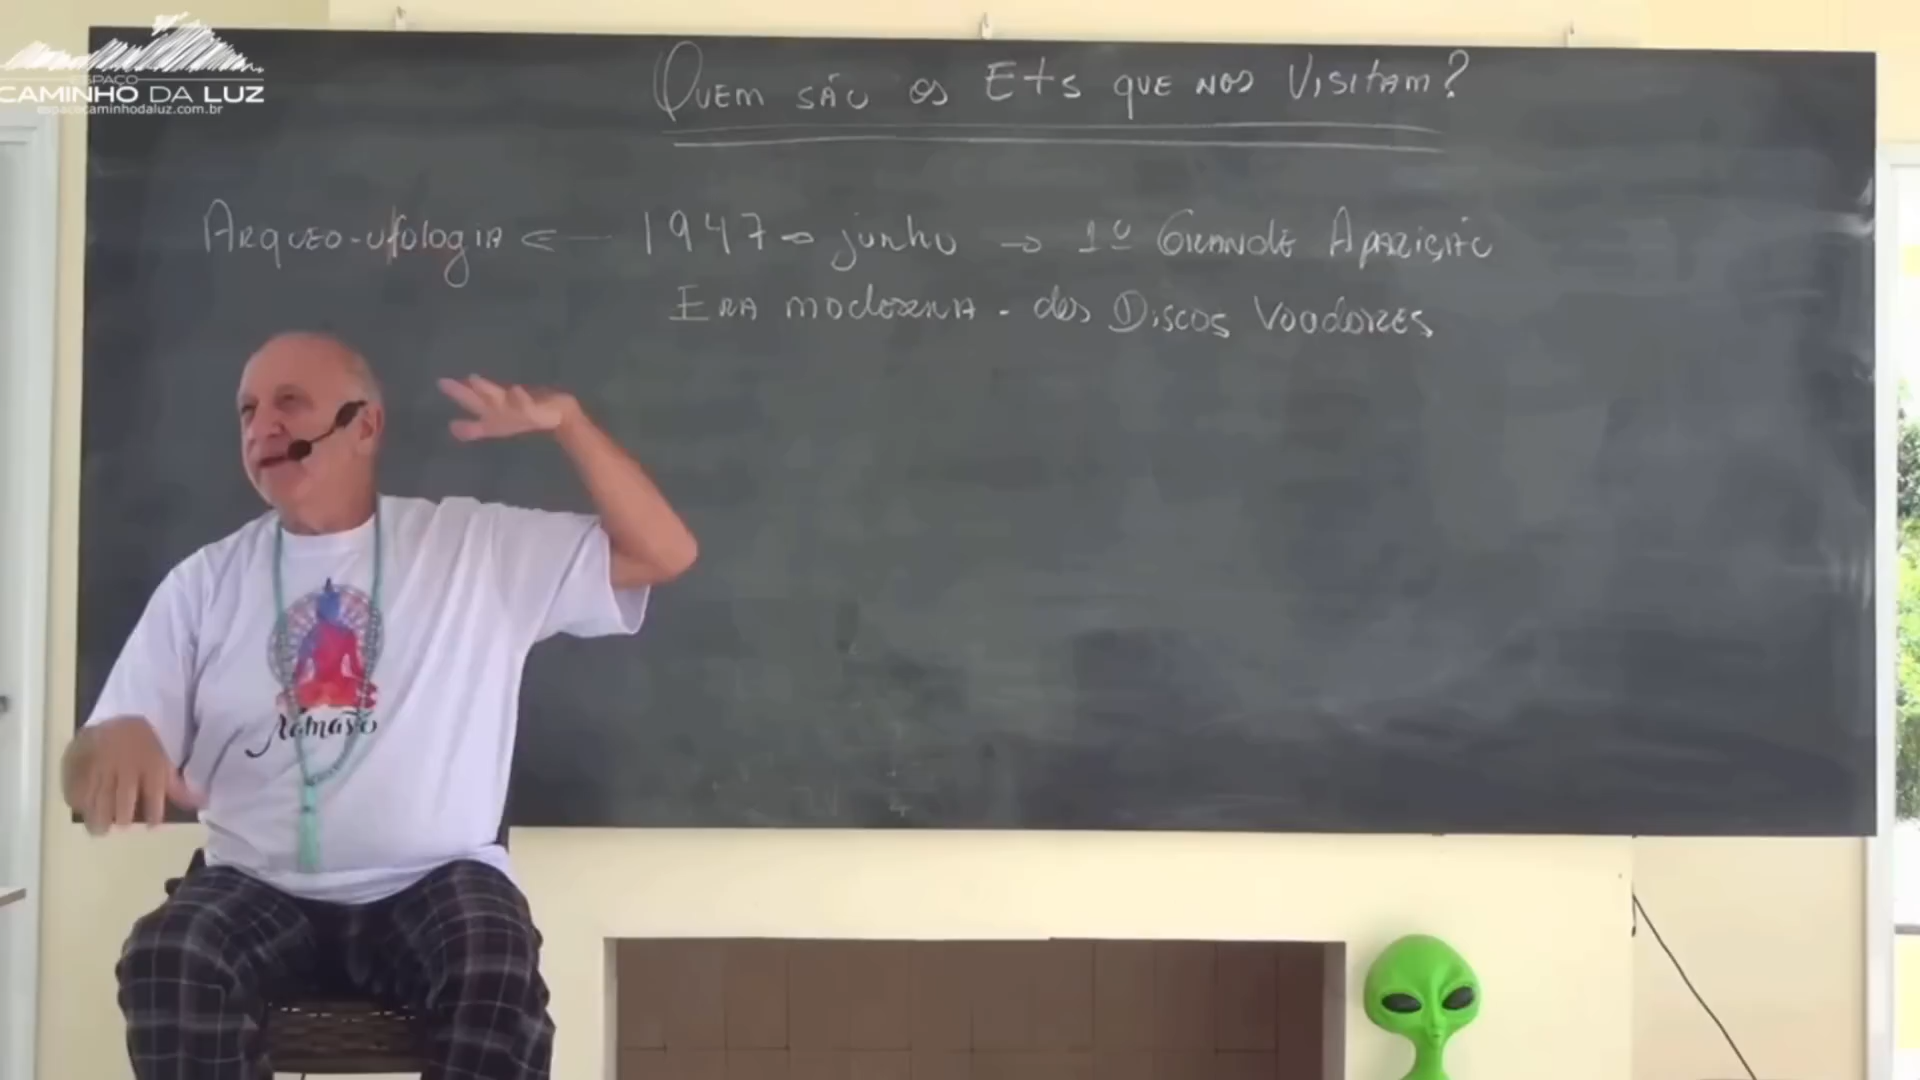 ESPAÇO
CAMINHO DA LUZ
espacocaminhodaluz.com.br
Quem são os ETs que nos Visitam?
Arqueo-ufologia ← 1947 → junho → 1º Grande Aparição
Era moderna - dos Discos Voadores
Namastê